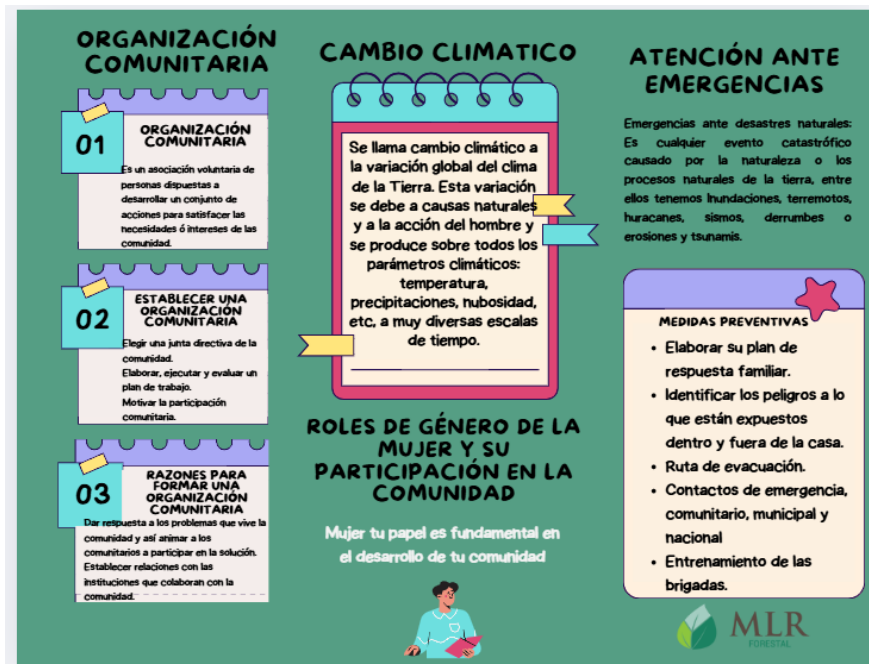 ORGANIZACIÓN
COMUNITARIA
01
ORGANIZACIÓN
COMUNITARIA
Es un asociación voluntaria de
personas dispuestas a
desarrollar un conjunto de
acciones para satisfacer las
necesidades ó intereses de las
comunidad.
02
ESTABLECER UNA
ORGANIZACIÓN
COMUNITARIA
Elegir una junta directiva de la
comunidad.
Elaborar, ejecutar y evaluar un
plan de trabajo.
Motivar la participación
comunitaria.
03
RAZONES PARA
FORMAR UNA
ORGANIZACIÓN
COMUNITARIA
Dar respuesta a los problemas que vive la
comunidad y así animar a los
comunitarios a participar en la solución.
Establecer relaciones con las
instituciones que colaboran con la
comunidad.
CAMBIO CLIMATICO
Se llama cambio climático a
la variación global del clima
de la Tierra. Esta variación
se debe a causas naturales
y a la acción del hombre y
se produce sobre todos los
parámetros climáticos:
temperatura,
precipitaciones, nubosidad,
etc, a muy diversas escalas
de tiempo.
ROLES DE GÉNERO DE LA
MUJER Y SU
PARTICIPACIÓN EN LA
COMUNIDAD
Mujer tu papel es fundamental en
el desarrollo de tu comunidad
ATENCIÓN ANTE
EMERGENCIAS
Emergencias ante desastres naturales:
Es cualquier evento catastrófico
causado por la naturaleza o los
procesos naturales de la tierra, entre
ellos tenemos Inundaciones, terremotos,
huracanes, sismos, derrumbes o
erosiones y tsunamis.
MEDIDAS PREVENTIVAS
• Elaborar su plan de
respuesta familiar.
• Identificar los peligros a lo
que están expuestos
dentro y fuera de la casa.
• Ruta de evacuación.
• Contactos de emergencia,
comunitario, municipal y
nacional
• Entrenamiento de las
brigadas.
MLR
FORESTAL